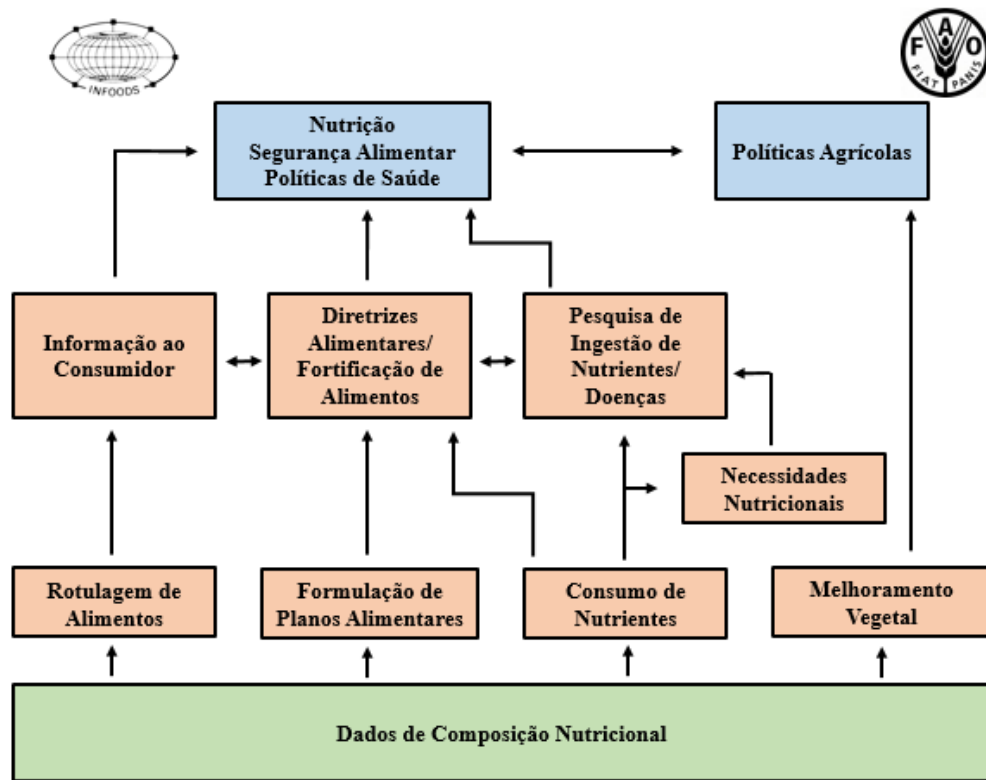 INFOODS
FAO
FIAT PANIS
Nutrição
Segurança Alimentar
Políticas de Saúde
Políticas Agrícolas
Informação ao
Consumidor
Diretrizes
Alimentares/
Fortificação de
Alimentos
Pesquisa de
Ingestão de
Nutrientes/
Doenças
Necessidades
Nutricionais
Rotulagem de
Alimentos
Formulação de
Planos Alimentares
Consumo de
Nutrientes
Melhoramento
Vegetal
Dados de Composição Nutricional